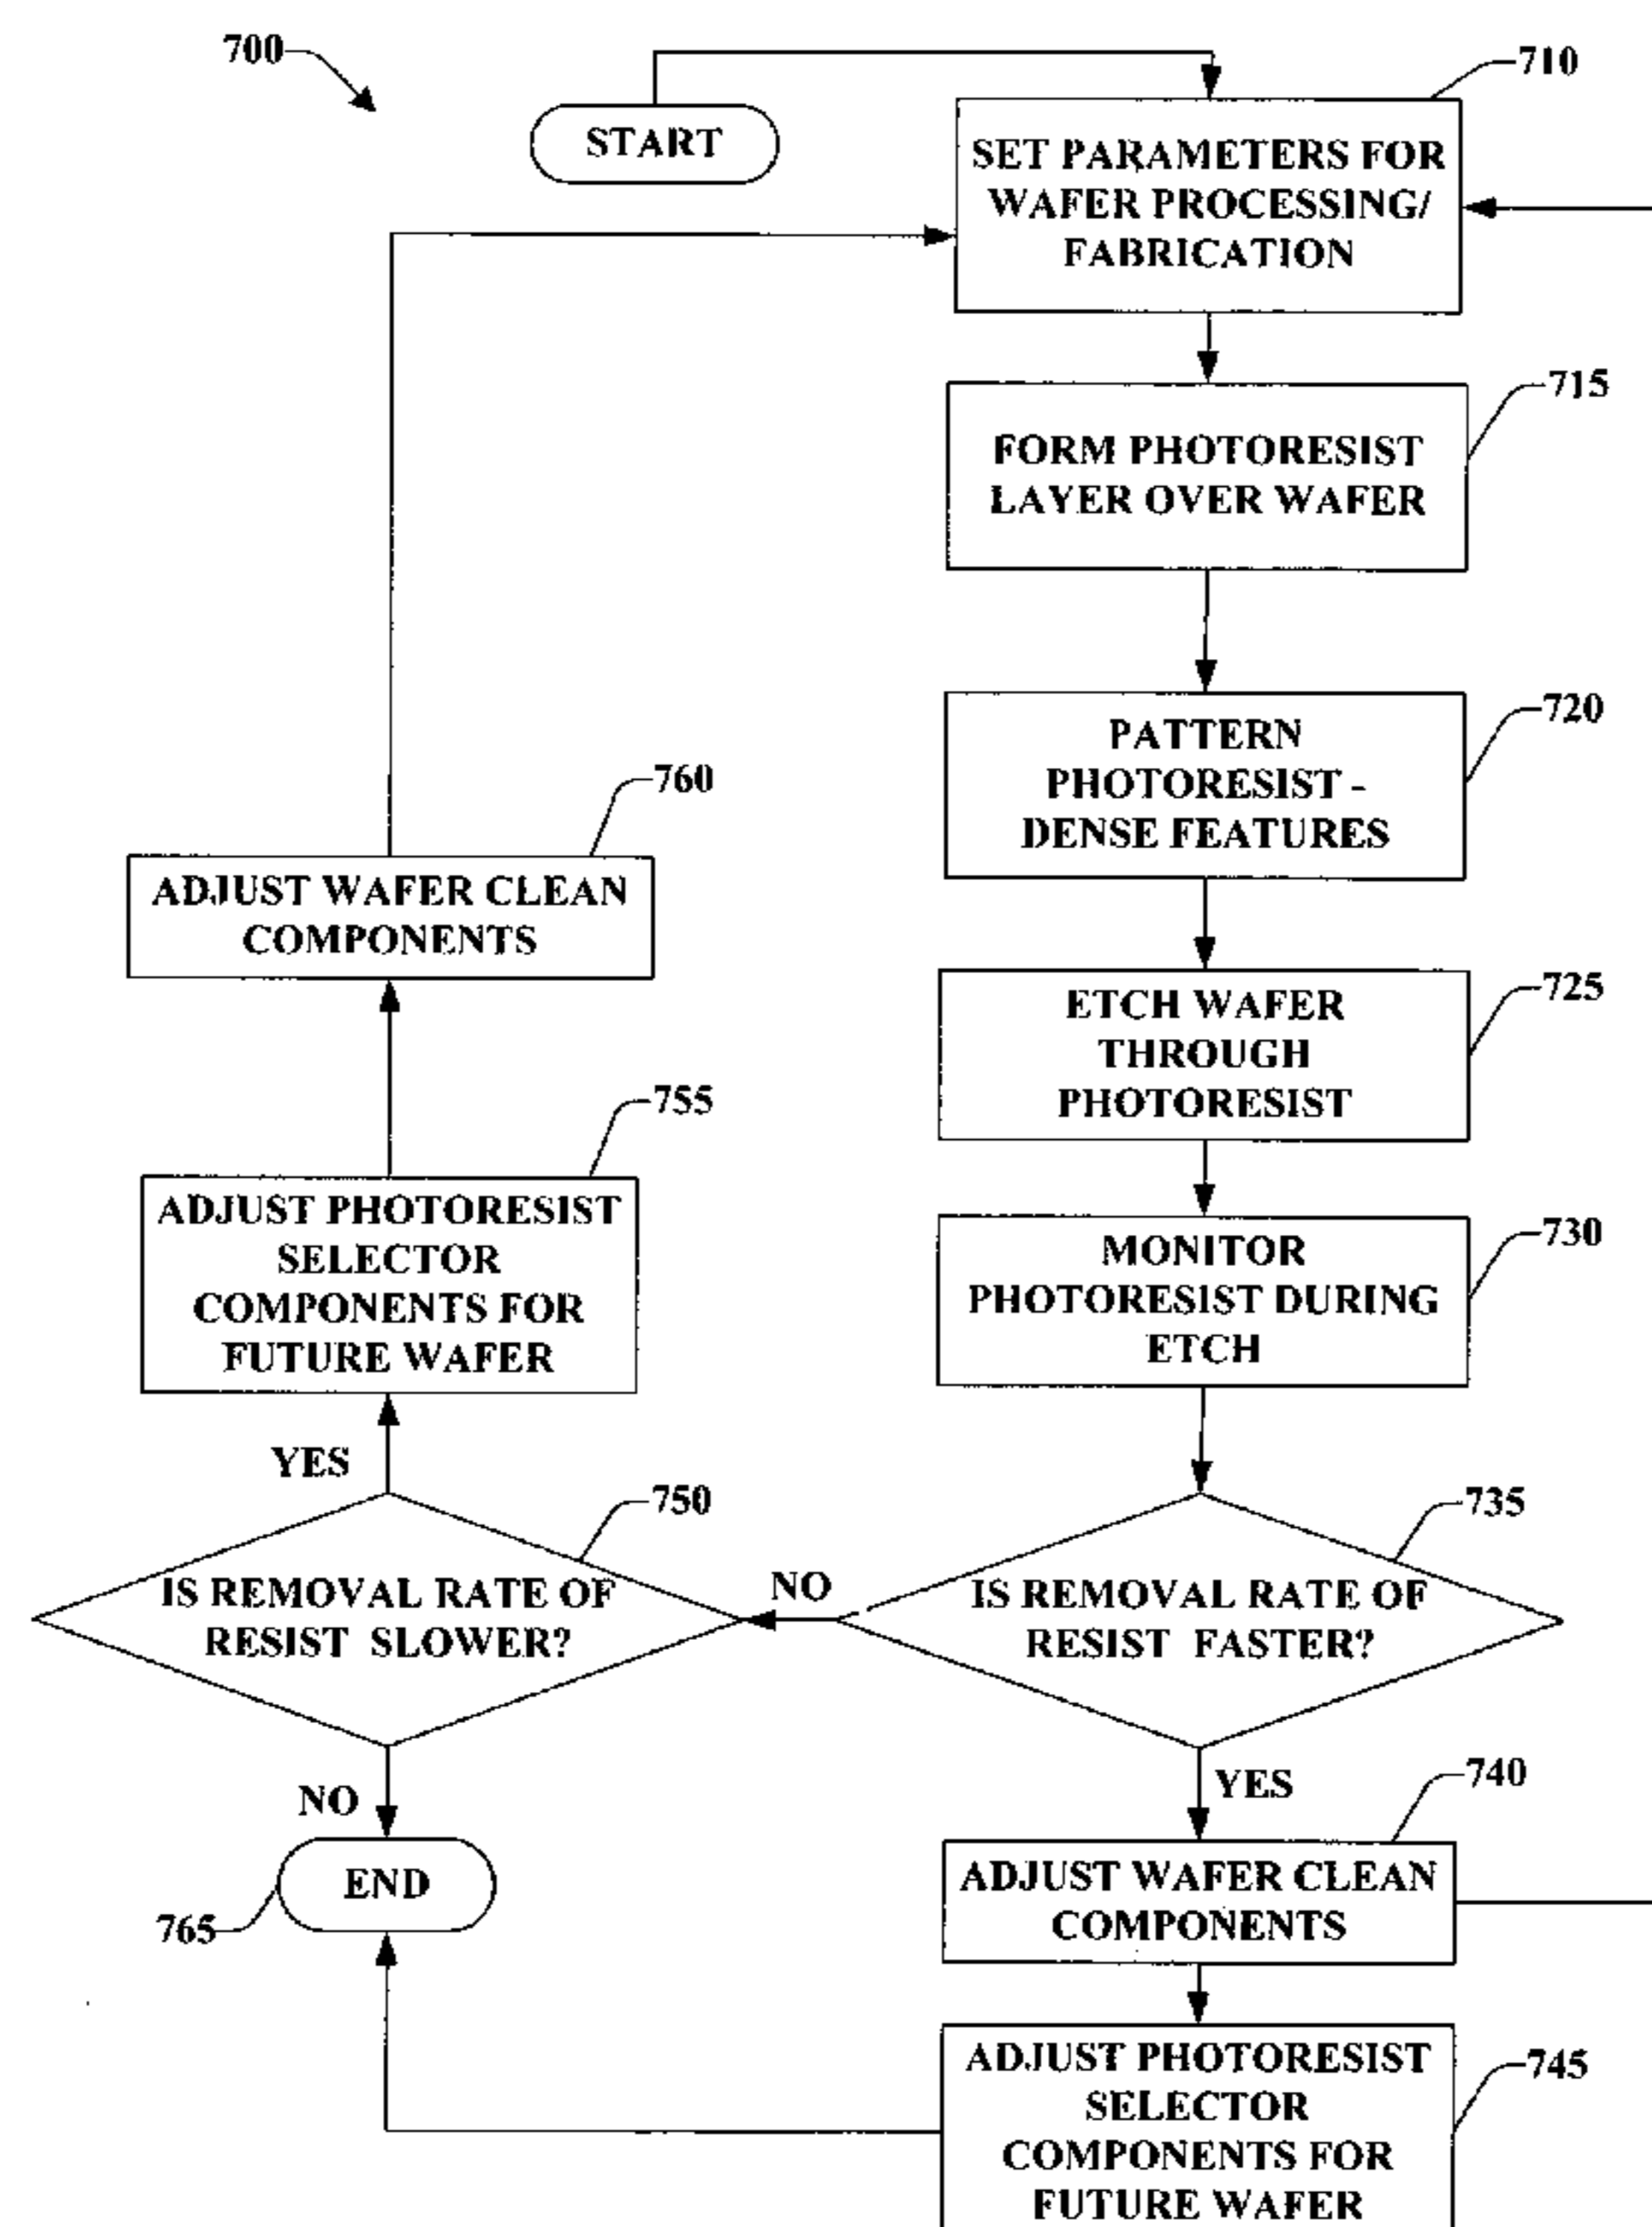 700
START
710
SET PARAMETERS FOR
WAFER PROCESSING/
FABRICATION
715
FORM PHOTORESIST
LAYER OVER WAFER
720
PATTERN
PHOTORESIST -
DENSE FEATURES
760
ADJUST WAFER CLEAN
COMPONENTS
725
ETCH WAFER
THROUGH
PHOTORESIST
755
ADJUST PHOTORESIST
SELECTOR
COMPONENTS FOR
FUTURE WAFER
730
MONITOR
PHOTORESIST DURING
ETCH
YES
750
IS REMOVAL RATE OF
RESIST SLOWER?
NO
735
IS REMOVAL RATE OF
RESIST FASTER?
NO
YES
740
END
765
ADJUST WAFER CLEAN
COMPONENTS
745
ADJUST PHOTORESIST
SELECTOR
COMPONENTS FOR
FUTURE WAFER